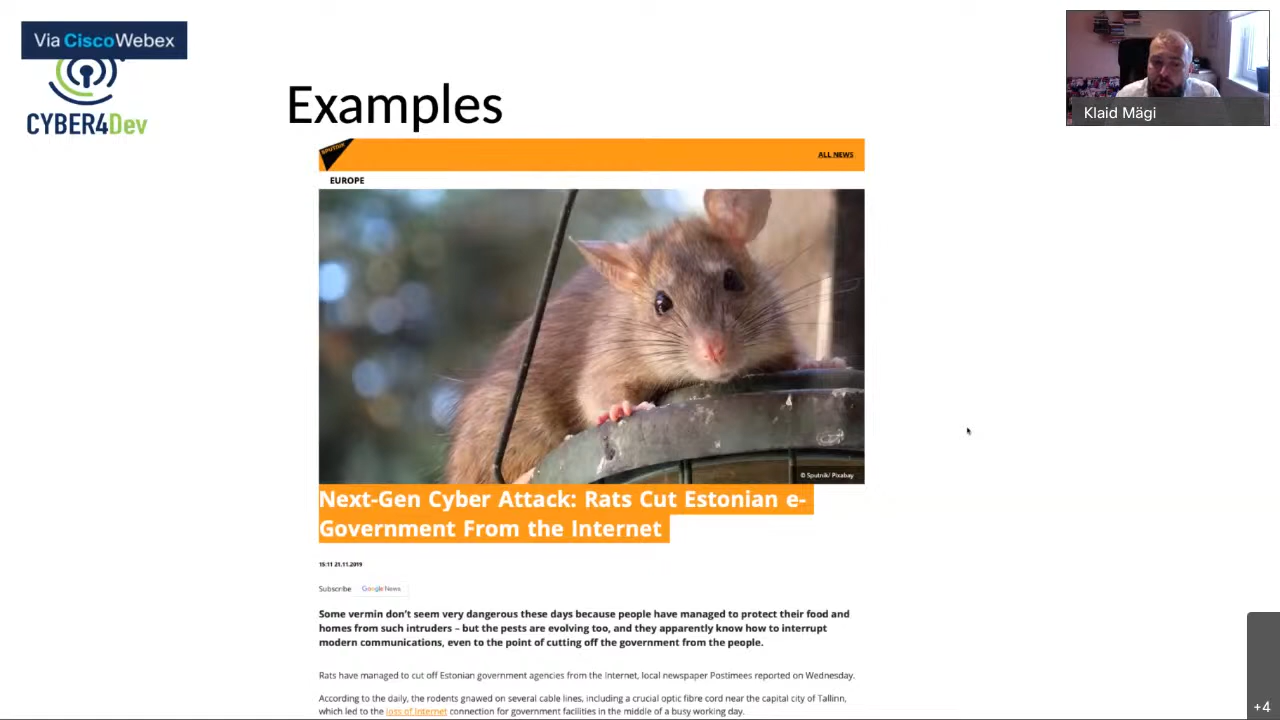 Via Cisco Webex
CYBER4Dev
Examples
Klaid Mägi
SPUTNIK
ALL NEWS
EUROPE
© Sputnik/ Pixabay
Next-Gen Cyber Attack: Rats Cut Estonian e-
Government From the Internet
15:11 21.11.2019
Subscribe Google News
Some vermin don't seem very dangerous these days because people have managed to protect their food and
homes from such intruders – but the pests are evolving too, and they apparently know how to interrupt
modern communications, even to the point of cutting off the government from the people.
Rats have managed to cut off Estonian government agencies from the Internet, local newspaper Postimees reported on Wednesday.
According to the daily, the rodents gnawed on several cable lines, including a crucial optic fibre cord near the capital city of Tallinn,
which led to the loss of Internet connection for government facilities in the middle of a busy working day.
+4